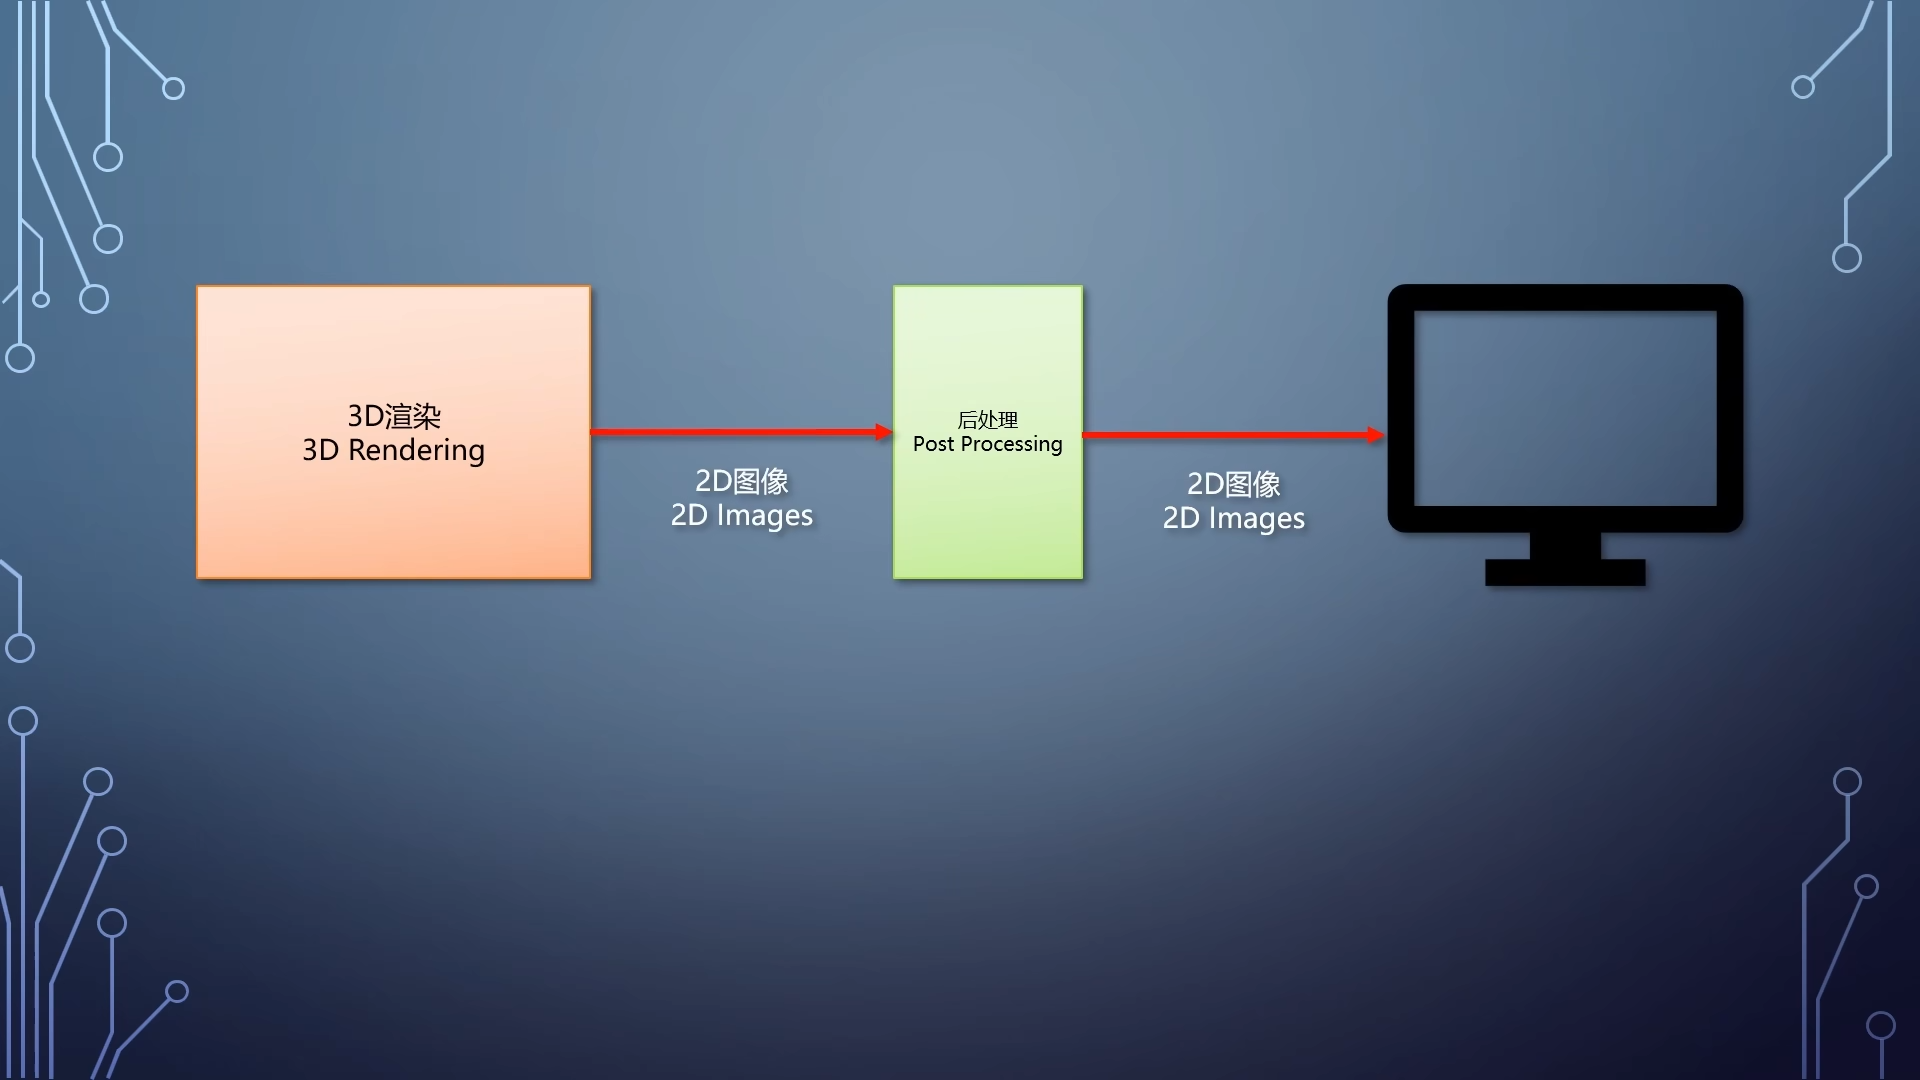 3D渲染
3D Rendering
2D图像
2D Images
后处理
Post Processing
2D图像
2D Images